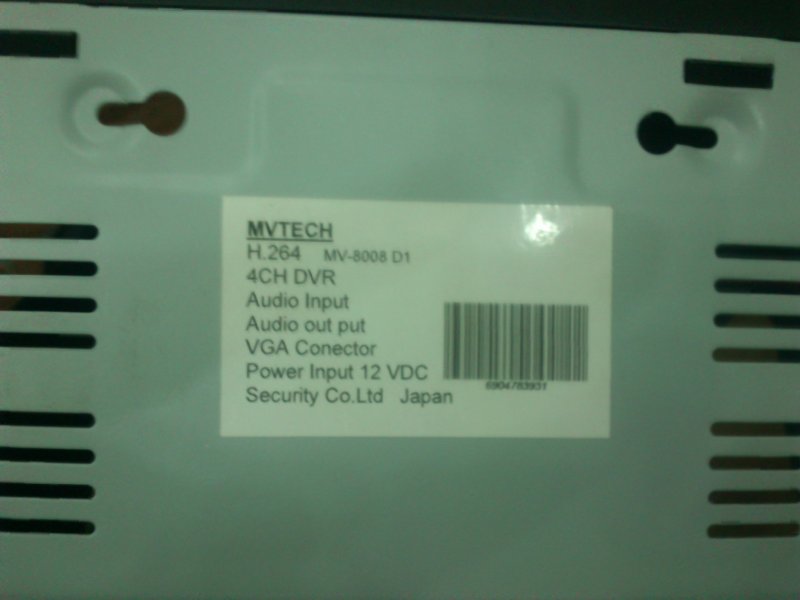 MVTECH
H.264 MV-8008 D1
4CH DVR
Audio Input
Audio out put
VGA Conector
Power Input 12 VDC
6904783931
Security Co.Ltd Japan